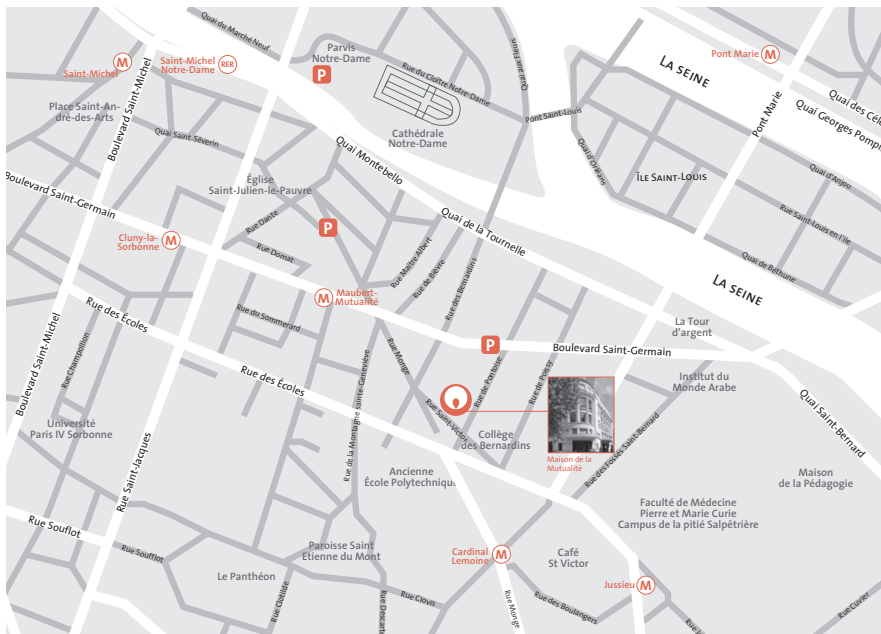 Quai du Marché Neuf
Parvis
Notre-Dame
P
M
Saint-Michel
Saint-Michel
Notre-Dame
RER
Rue du Cloître Notre-Dame
Quai aux Fleurs
Pont Marie
M
LA SEINE
Quai des Cél
Quai Georges Pompi
Pont Marie
Place Saint-An-
dré-des-Arts
Boulevard Saint-Michel
Quai Saint-Séverin
Cathédrale
Notre-Dame
Pont Saint-Louis
Quai d'Orléans
ÎLE SAINT-LOUIS
Quai d'Anjou
Rue Saint-Louis en l'Ile
Quai de Béthune
Quai Montebello
Église
Saint-Julien-le-Pauvre
Boulevard Saint-Germain
Rue Dante
P
Cluny-la-
Sorbonne
M
Rue Domat
Rue Maître Albert
Rue de Bièvre
Rue des Bernardins
Quai de la Tournelle
LA SEINE
Maubert-
Mutualité
M
Rue du Sommerard
Rue des Écoles
Boulevard Saint-Michel
Rue Champollion
Rue des Écoles
Rue Monge
P
Boulevard Saint-Germain
La Tour
d'argent
Rue de Pontoise
Rue de Poissy
Institut du
Monde Arabe
Quai Saint-Bernard
Université
Paris IV Sorbonne
Rue Saint-Jacques
Rue de la Montagne sainte-Geneviève
Rue Saint-Victor
Collège
des Bernardins
Maison de la
Mutualité
Rue des Fossés Saint-Bernard
Ancienne
École Polytechniqu
Maison
de la Pédagogie
Faculté de Médecine
Pierre et Marie Curie
Campus de la pitié Salpêtrière
Rue Souflot
Rue Soufflot
Paroisse Saint
Etienne du Mont
Cardinal
Lemoine
M
Café
St Victor
Le Panthéon
Rue Clotilde
Rue Descart
Rue Clovis
Rue Monge
Rue des Boulangers
Jussieu
M
Rue Cuvier